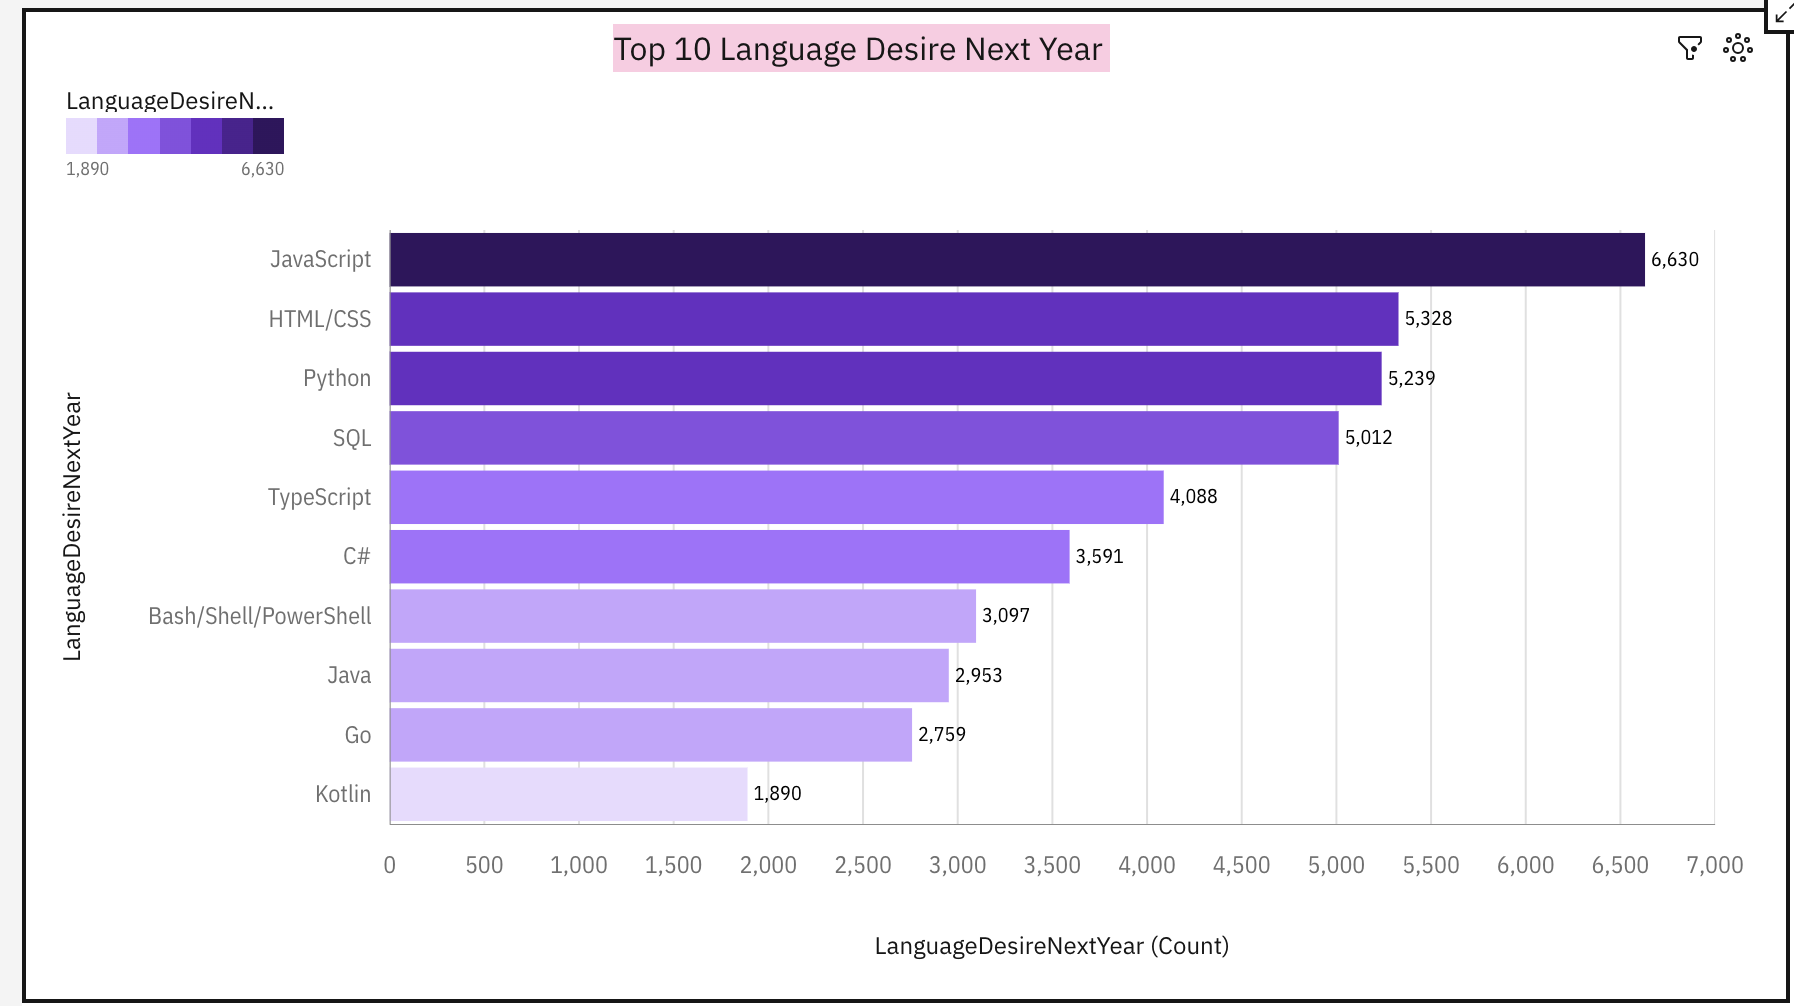 Top 10 Language Desire Next Year
LanguageDesireN...
1,890 6,630
LanguageDesireNextYear
JavaScript 6,630
HTML/CSS 5,328
Python 5,239
SQL 5,012
TypeScript 4,088
C# 3,591
Bash/Shell/PowerShell 3,097
Java 2,953
Go 2,759
Kotlin 1,890
0 500 1,000 1,500 2,000 2,500 3,000 3,500 4,000 4,500 5,000 5,500 6,000 6,500 7,000
LanguageDesireNextYear (Count)